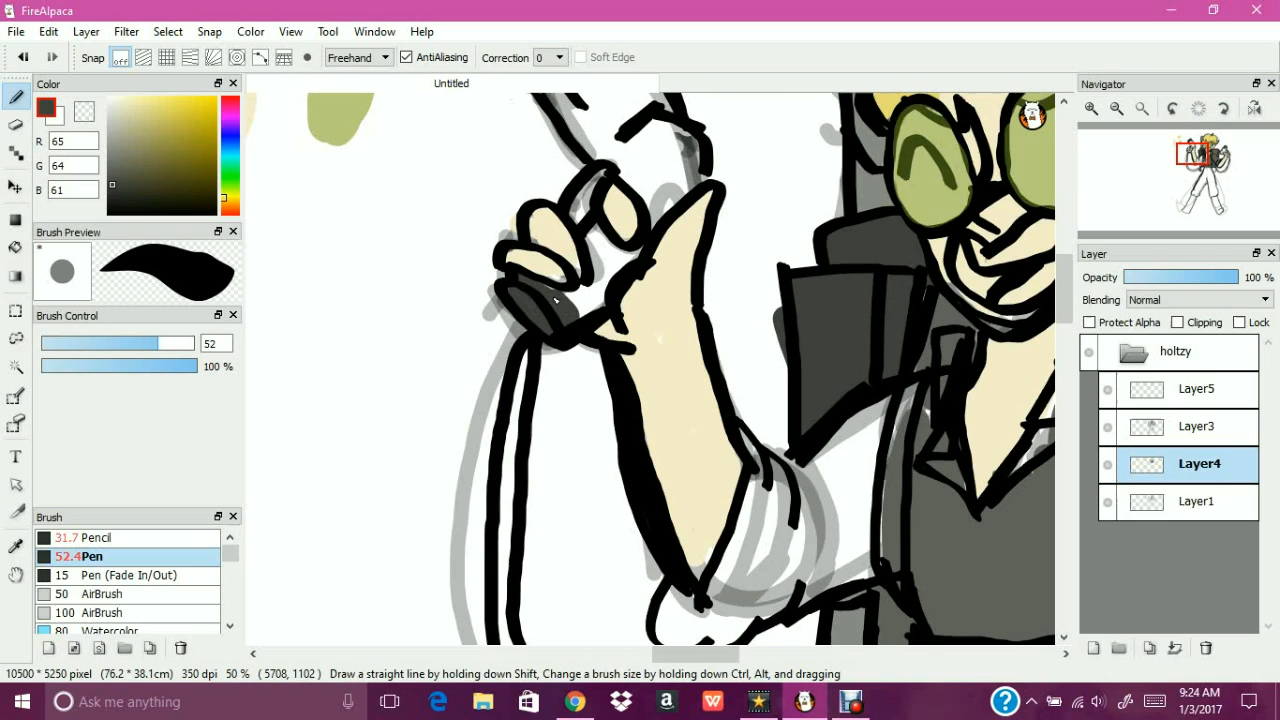 FireAlpaca
File Edit Layer Filter Select Snap Color View Tool Window Help
Snap off Freehand AntiAliasing Correction 0 Soft Edge
Color
Untitled
Navigator
R 65
G 64
B 61
Brush Preview
Brush Control
52
100 %
Layer
Opacity
Blending Normal
Protect Alpha Clipping Lock
holtzy
Layer5
Layer3
Layer4
Layer1
Brush
31.7 Pencil
52.4 Pen
15 Pen (Fade In/Out)
50 AirBrush
100 AirBrush
80 Watercolor
10500 * 5250 pixel (76.2 * 38.1cm) 350 dpi 50 % ( 5708, 1102 ) Draw a straight line by holding down Shift, Change a brush size by holding down Ctrl, Alt, and dragging
Ask me anything
9:24 AM
1/3/2017